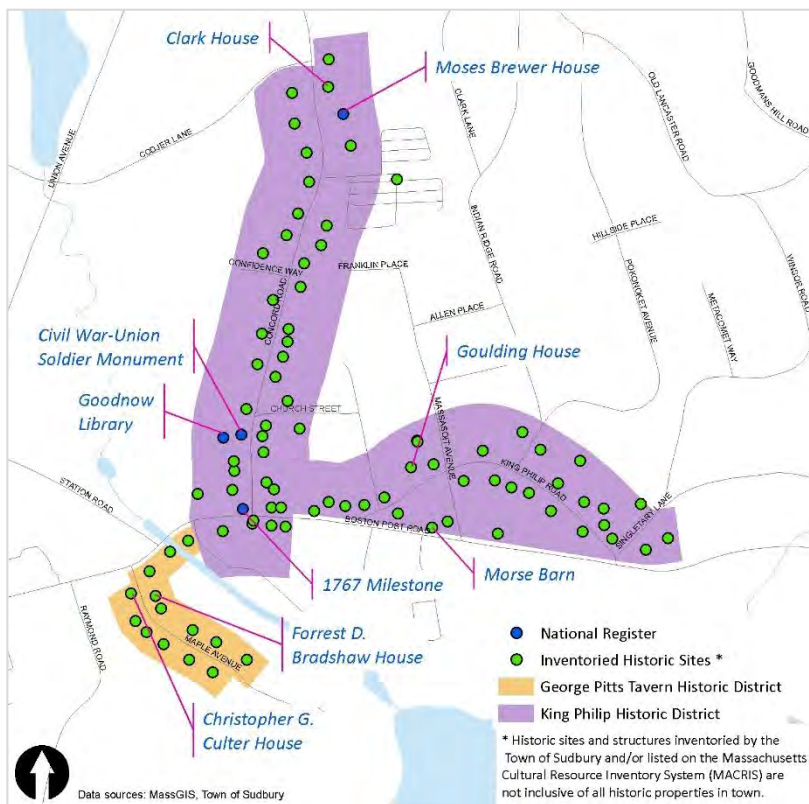 Clark House
Moses Brewer House
UNION AVENUE
CODJER LANE
CLARK LANE
OLD LANCASTER ROAD
GOODMANS HILL ROAD
HILLSIDE PLACE
INDIAN RIDGE ROAD
WINSOR ROAD
CONFIDENCE WAY
FRANKLIN PLACE
POKONOKET AVENUE
METACOMET WAY
CONCORD ROAD
ALLEN PLACE
Civil War-Union
Soldier Monument
Goulding House
Goodnow
Library
CHURCH STREET
MASSASOIT AVENUE
KING PHILIP ROAD
STATION ROAD
BOSTON POST ROAD
SINGLETARY LANE
1767 Milestone
Morse Barn
RAYMOND ROAD
MAPLE AVENUE
Forrest D.
Bradshaw House
Christopher G.
Culter House
National Register
Inventoried Historic Sites *
George Pitts Tavern Historic District
King Philip Historic District
* Historic sites and structures inventoried by the
Town of Sudbury and/or listed on the Massachusetts
Cultural Resource Inventory System (MACRIS) are
not inclusive of all historic properties in town.
Data sources: MassGIS, Town of Sudbury